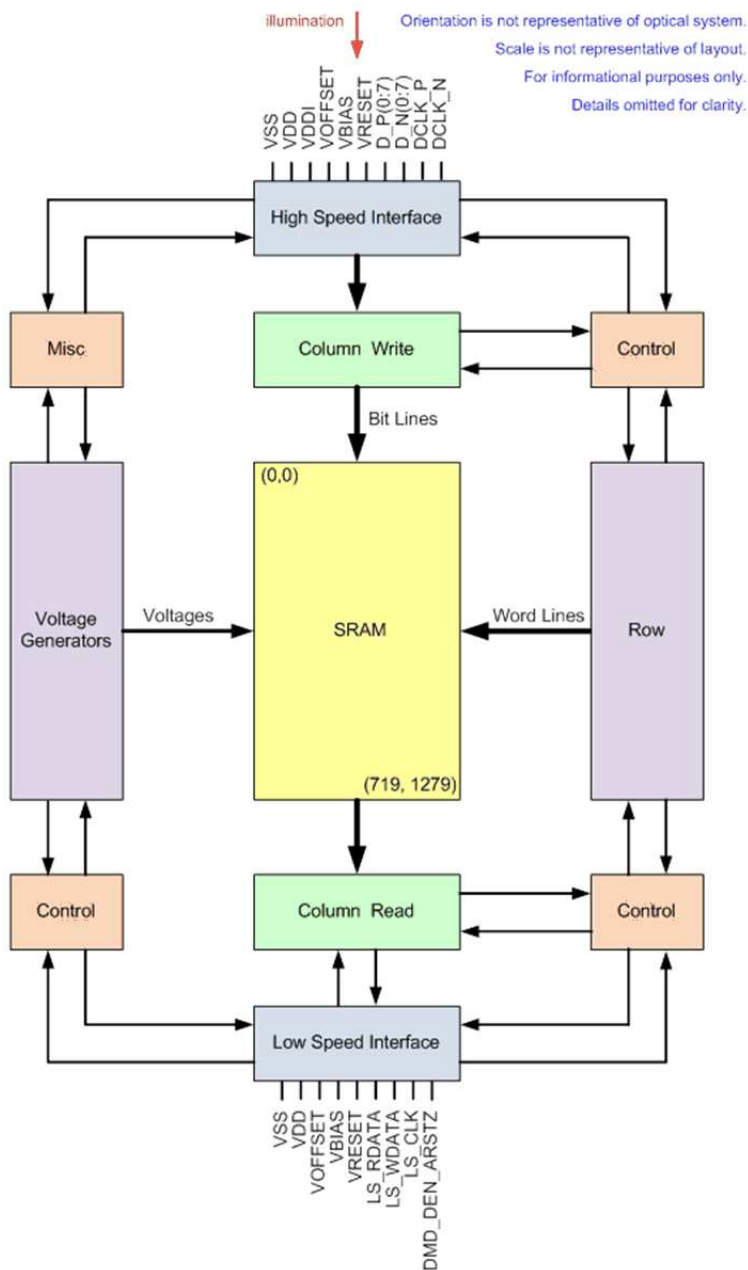 illumination
Orientation is not representative of optical system.
Scale is not representative of layout.
For informational purposes only.
Details omitted for clarity.
VSS
VDD
VDDI
VOFFSET
VBIAS
VRESET
D_P(0:7)
D_N(0:7)
DCLK_P
DCLK_N
High Speed Interface
Misc
Column Write
Control
Bit Lines
(0,0)
Voltage
Generators
Voltages
SRAM
Word Lines
Row
(719, 1279)
Control
Column Read
Control
Low Speed Interface
VSS
VDD
VOFFSET
VBIAS
VRESET
LS_RDATA
LS_WDATA
LS_CLK
DMD_DEN_ARSTZ